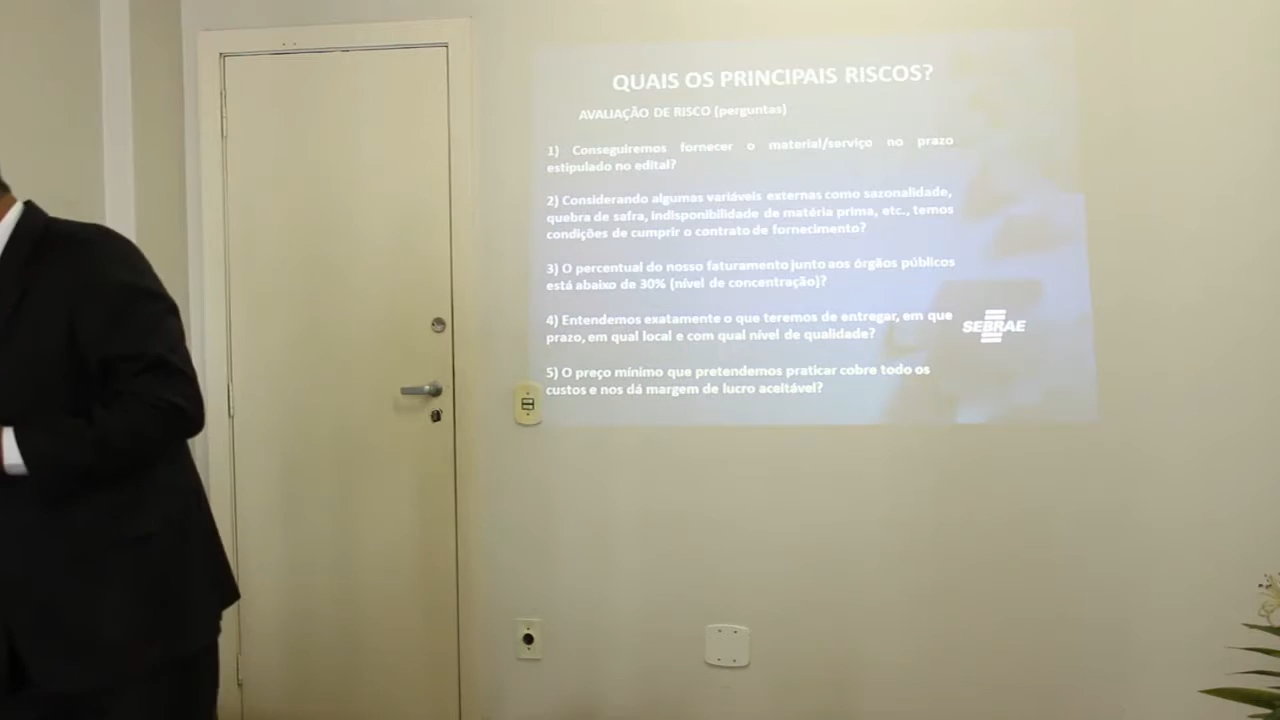 QUAIS OS PRINCIPAIS RISCOS?
AVALIAÇÃO DE RISCO (perguntas)
1) Conseguiremos fornecer o material/serviço no prazo
estipulado no edital?
2) Considerando algumas variáveis externas como sazonalidade,
quebra de safra, indisponibilidade de matéria prima, etc., temos
condições de cumprir o contrato de fornecimento?
3) O percentual do nosso faturamento junto aos órgãos públicos
está abaixo de 30% (nível de concentração)?
4) Entendemos exatamente o que teremos de entregar, em que
prazo, em qual local e com qual nível de qualidade?
SEBRAE
5) O preço mínimo que pretendemos praticar cobre todo os
custos e nos dá margem de lucro aceitável?